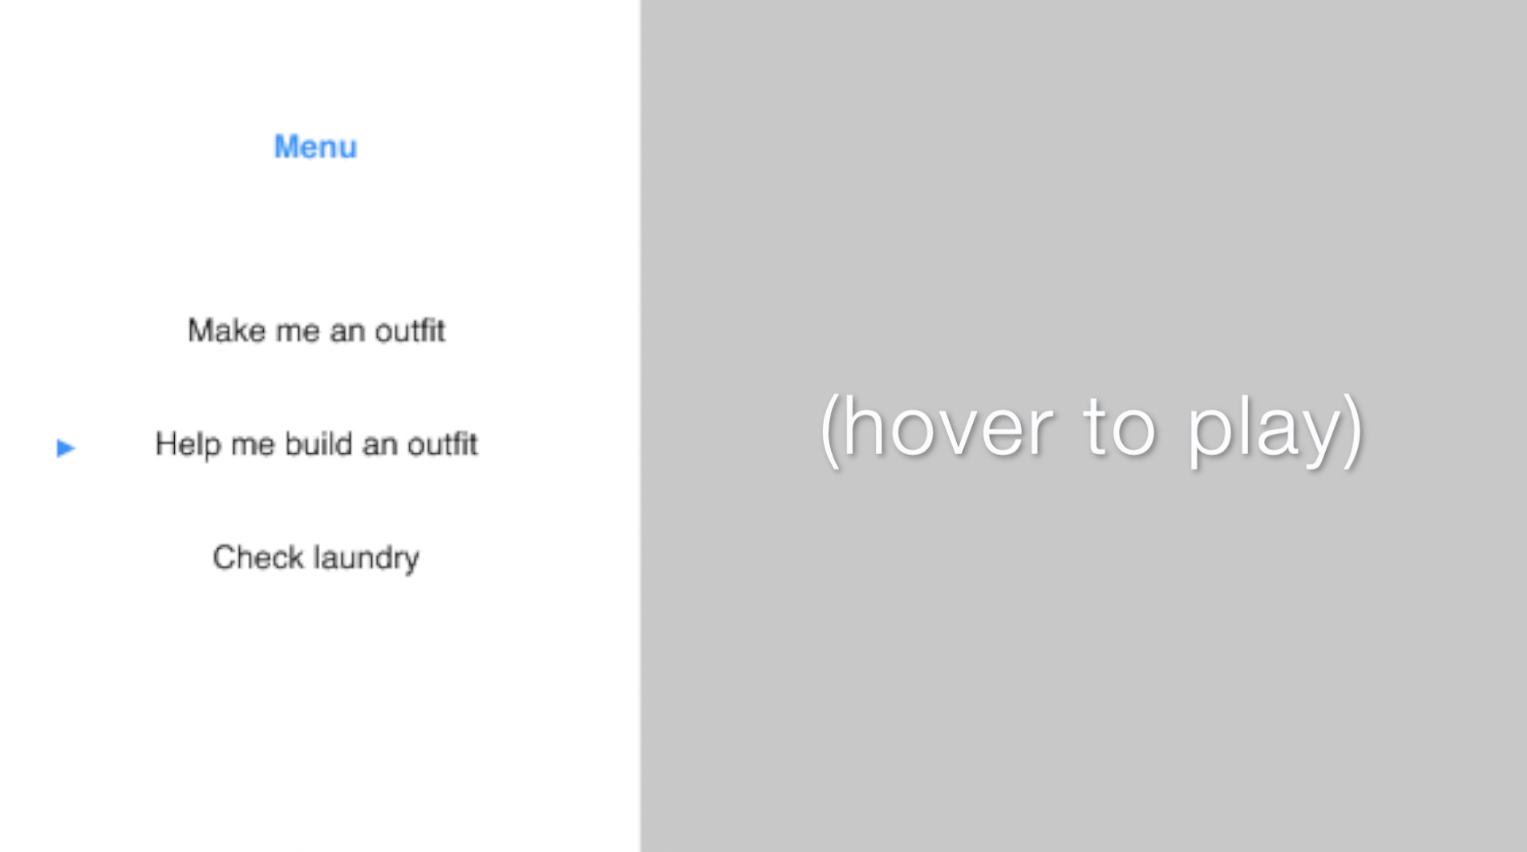 Menu
Make me an outfit
Help me build an outfit
Check laundry
(hover to play)